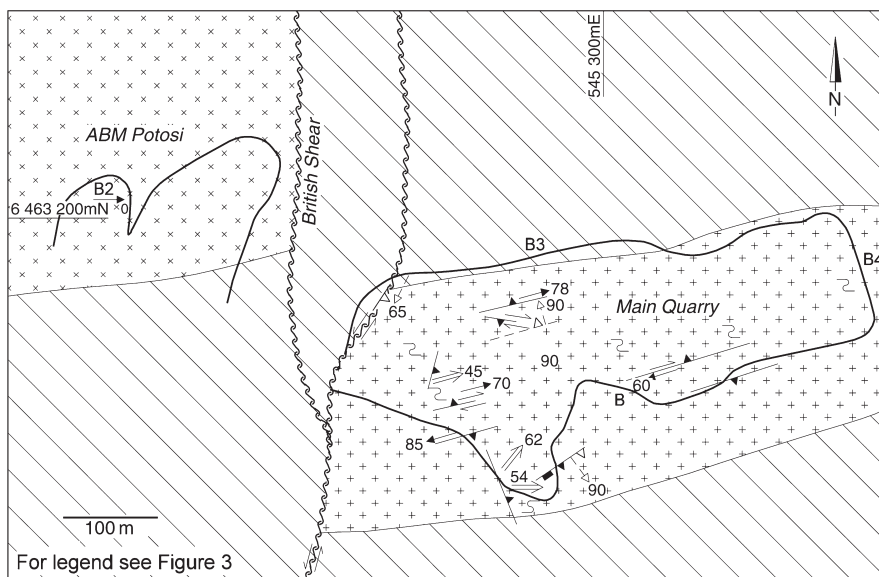 545 300mE
N
ABM Potosi
British Shear
B2
6 463 200mN
0
B3
B4
78
90
Main Quarry
65
90
45
70
60
B
85
62
54
90
100 m
For legend see Figure 3